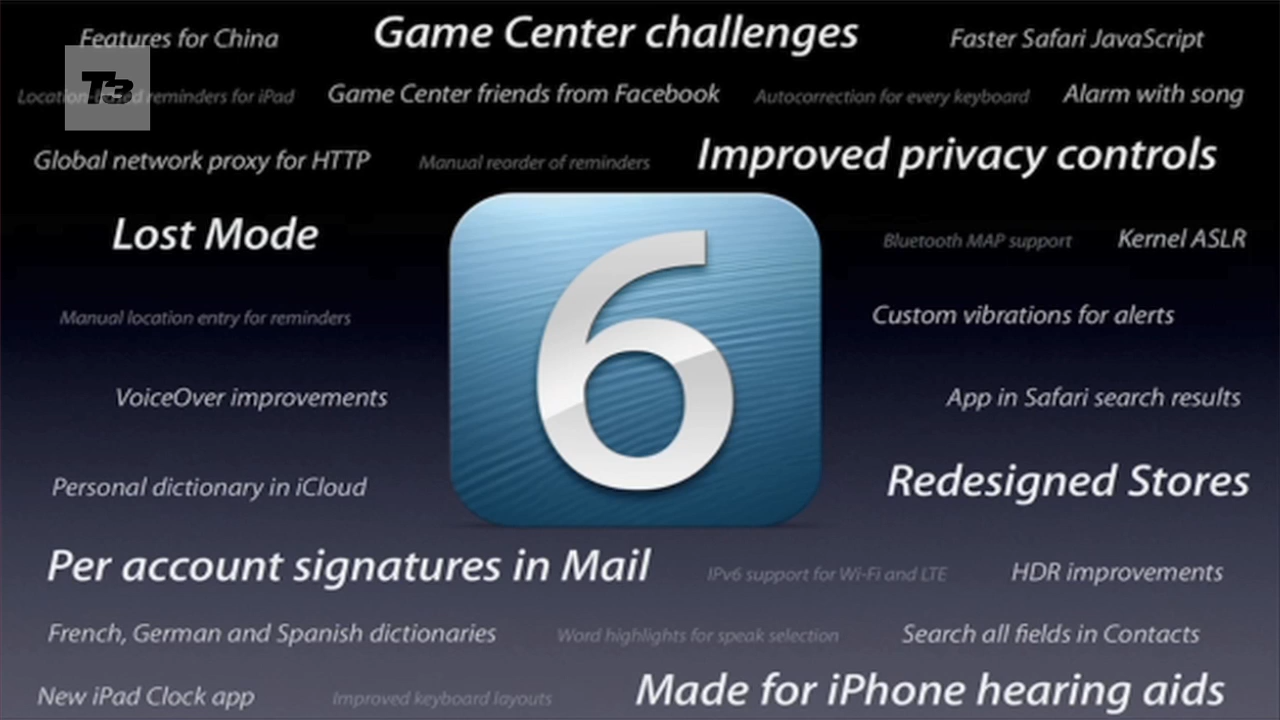 Features for China
Game Center challenges
Faster Safari JavaScript
T3
Location-based reminders for iPad
Game Center friends from Facebook
Autocorrection for every keyboard
Alarm with song
Global network proxy for HTTP
Manual reorder of reminders
Improved privacy controls
Lost Mode
Bluetooth MAP support
Kernel ASLR
6
Manual location entry for reminders
Custom vibrations for alerts
VoiceOver improvements
App in Safari search results
Personal dictionary in iCloud
Redesigned Stores
Per account signatures in Mail
IPv6 support for Wi-Fi and LTE
HDR improvements
French, German and Spanish dictionaries
Word highlights for speak selection
Search all fields in Contacts
New iPad Clock app
Improved keyboard layouts
Made for iPhone hearing aids